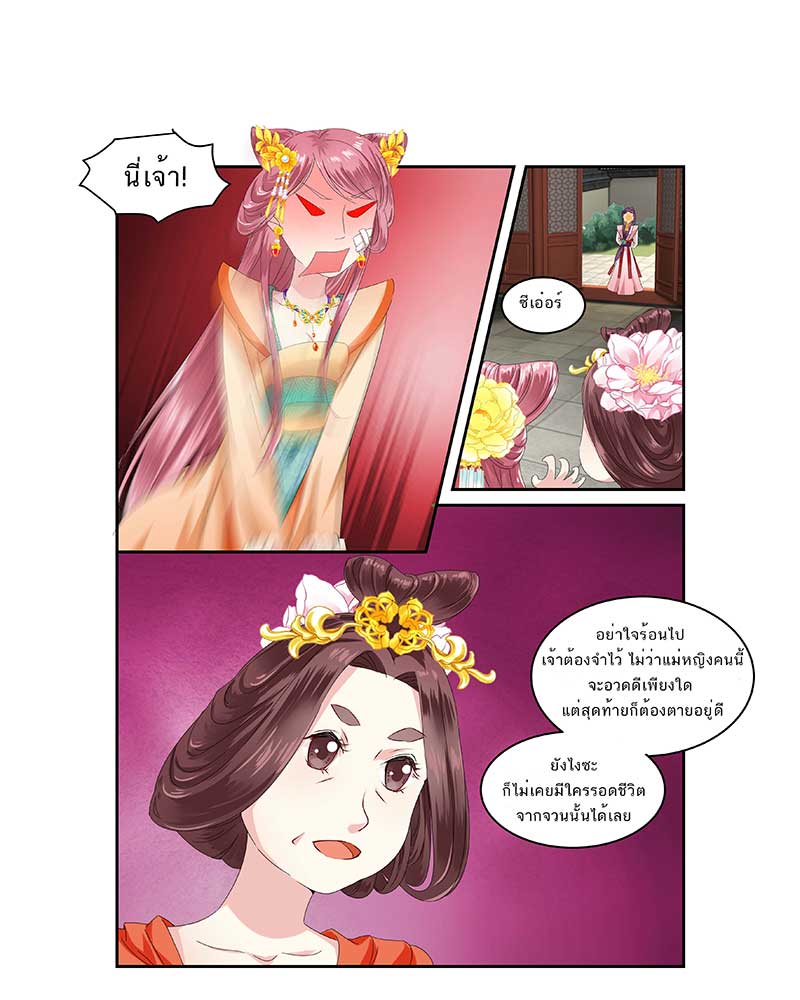 นี่เจ้า!
ซีเอ่อร์
อย่าใจร้อนไป
เจ้าต้องจำไว้ ไม่ว่าแม่หญิงคนนี้
จะอวดดีเพียงใด
แต่สุดท้ายก็ต้องตายอยู่ดี
ยังไงซะ
ก็ไม่เคยมีใครรอดชีวิต
จากจวนนั้นได้เลย